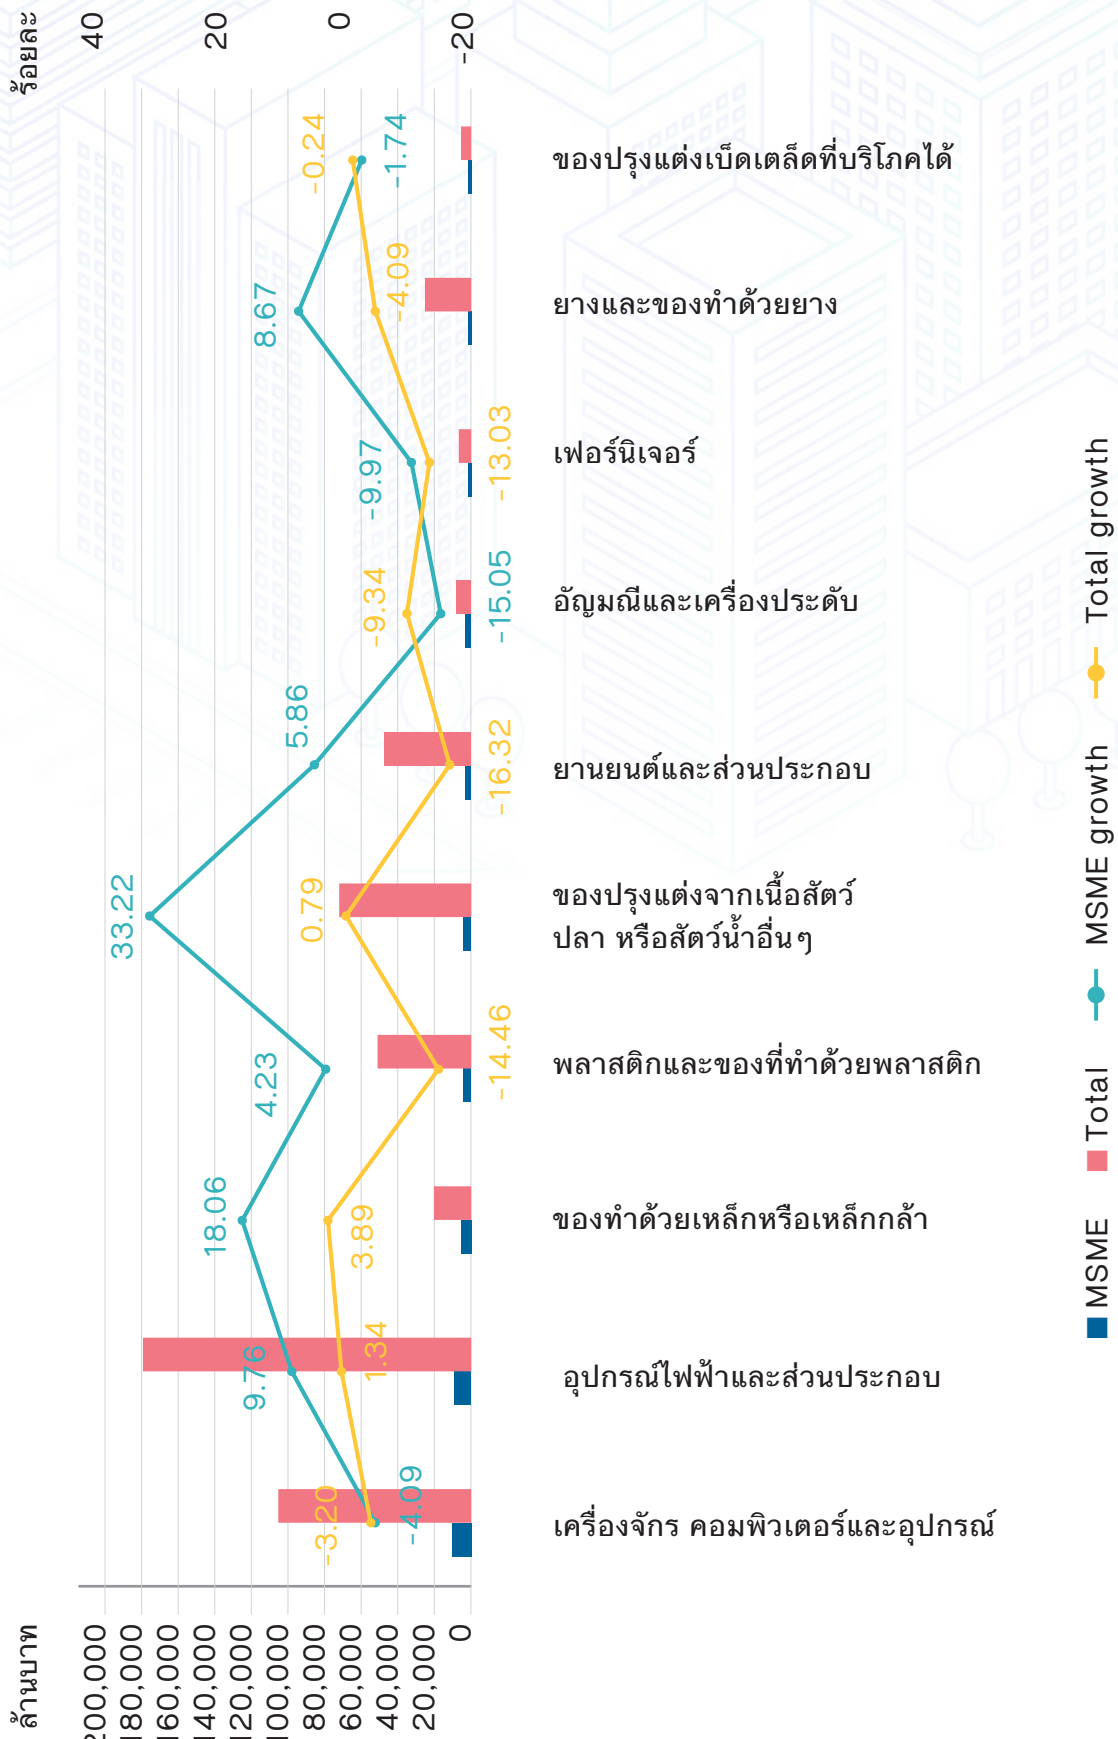 ร้อยละ
40
20
0
-20
-0.24
-1.74
ของปรุงแต่งเบ็ดเตล็ดที่บริโภคได้
8.67
-4.09
ยางและของทำด้วยยาง
-9.97
-13.03
เฟอร์นิเจอร์
-9.34
-15.05
อัญมณีและเครื่องประดับ
5.86
-16.32
ยานยนต์และส่วนประกอบ
33.22
0.79
ของปรุงแต่งจากเนื้อสัตว์
ปลา หรือสัตว์น้ำอื่นๆ
4.23
-14.46
พลาสติกและของที่ทำด้วยพลาสติก
18.06
3.89
ของทำด้วยเหล็กหรือเหล็กกล้า
9.76
1.34
อุปกรณ์ไฟฟ้าและส่วนประกอบ
-3.20
-4.09
เครื่องจักร คอมพิวเตอร์และอุปกรณ์
ล้านบาท
200,000
180,000
160,000
140,000
120,000
100,000
80,000
60,000
40,000
20,000
0
MSME
Total
MSME growth
Total growth